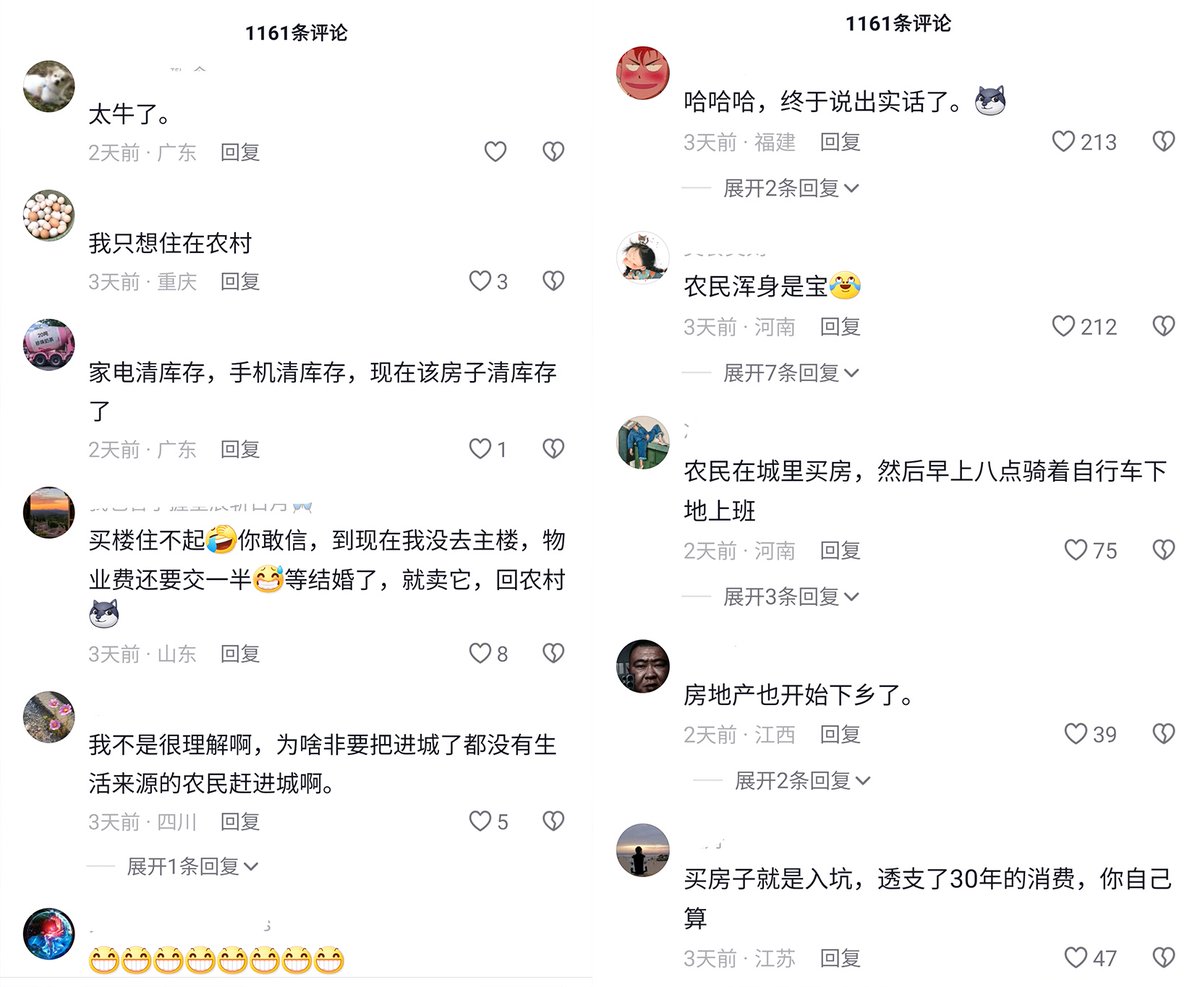 1161条评论
太牛了。
2天前 · 广东 回复
我只想住在农村
3天前 · 重庆 回复 3
家电清库存，手机清库存，现在该房子清库存
了
2天前 · 广东 回复 1
买楼住不起🤣你敢信，到现在我没去主楼，物
业费还要交一半😅等结婚了，就卖它，回农村
3天前 · 山东 回复 8
我不是很理解啊，为啥非要把进城了都没有生
活来源的农民赶进城啊。
3天前 · 四川 回复 5
展开1条回复
😁😁😁😁😁😁😁😁
1161条评论
哈哈哈，终于说出实话了。
3天前 · 福建 回复 213
展开2条回复
农民浑身是宝😂
3天前 · 河南 回复 212
展开7条回复
农民在城里买房，然后早上八点骑着自行车下
地上班
2天前 · 河南 回复 75
展开3条回复
房地产也开始下乡了。
2天前 · 江西 回复 39
展开2条回复
买房子就是入坑，透支了30年的消费，你自己
算
3天前 · 江苏 回复 47